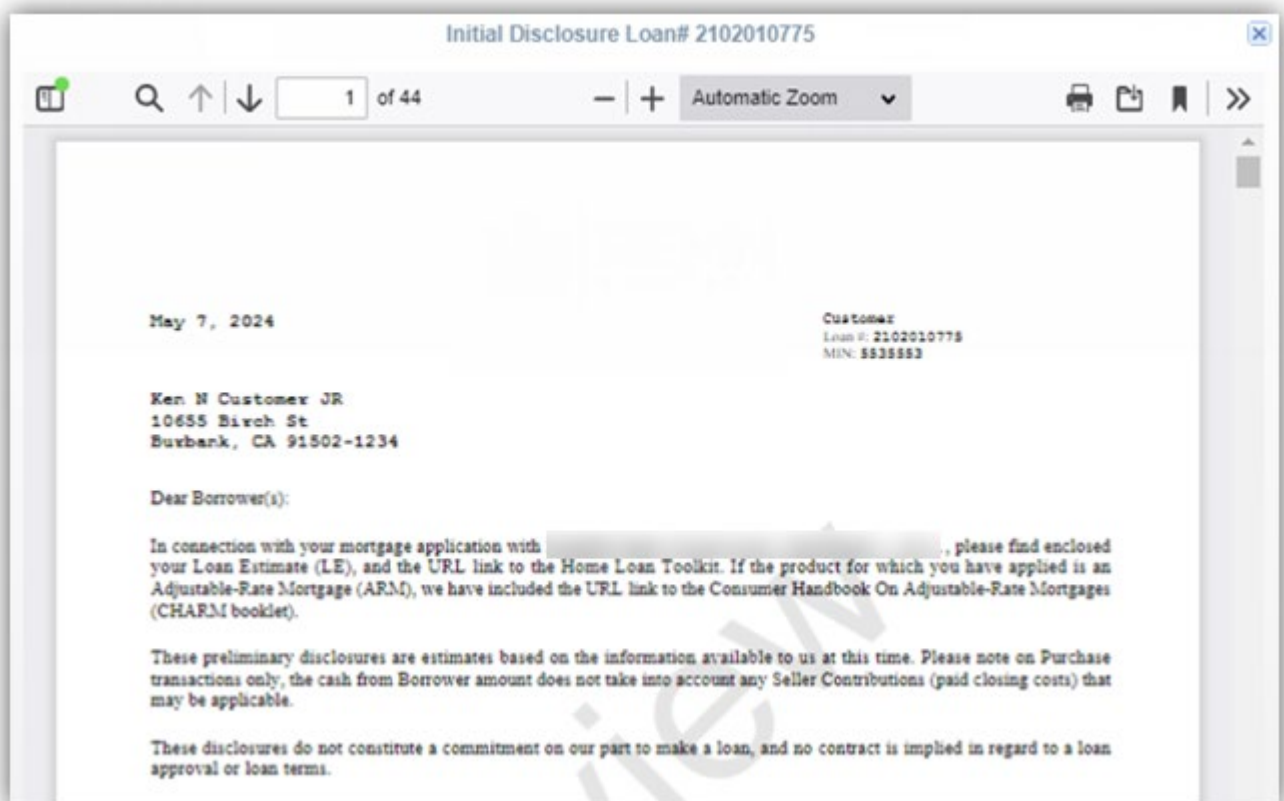 Initial Disclosure Loan# 2102010775
1 of 44
Automatic Zoom
May 7, 2024
Customer
Loan #: 2102010775
MIN: 5535553
Ken N Customer JR
10655 Birch St
Burbank, CA 91502-1234
Dear Borrower(s):
In connection with your mortgage application with , please find enclosed
your Loan Estimate (LE), and the URL link to the Home Loan Toolkit. If the product for which you have applied is an
Adjustable-Rate Mortgage (ARM), we have included the URL link to the Consumer Handbook On Adjustable-Rate Mortgages
(CHARM booklet).
These preliminary disclosures are estimates based on the information available to us at this time. Please note on Purchase
transactions only, the cash from Borrower amount does not take into account any Seller Contributions (paid closing costs) that
may be applicable.
These disclosures do not constitute a commitment on our part to make a loan, and no contract is implied in regard to a loan
approval or loan terms.
view